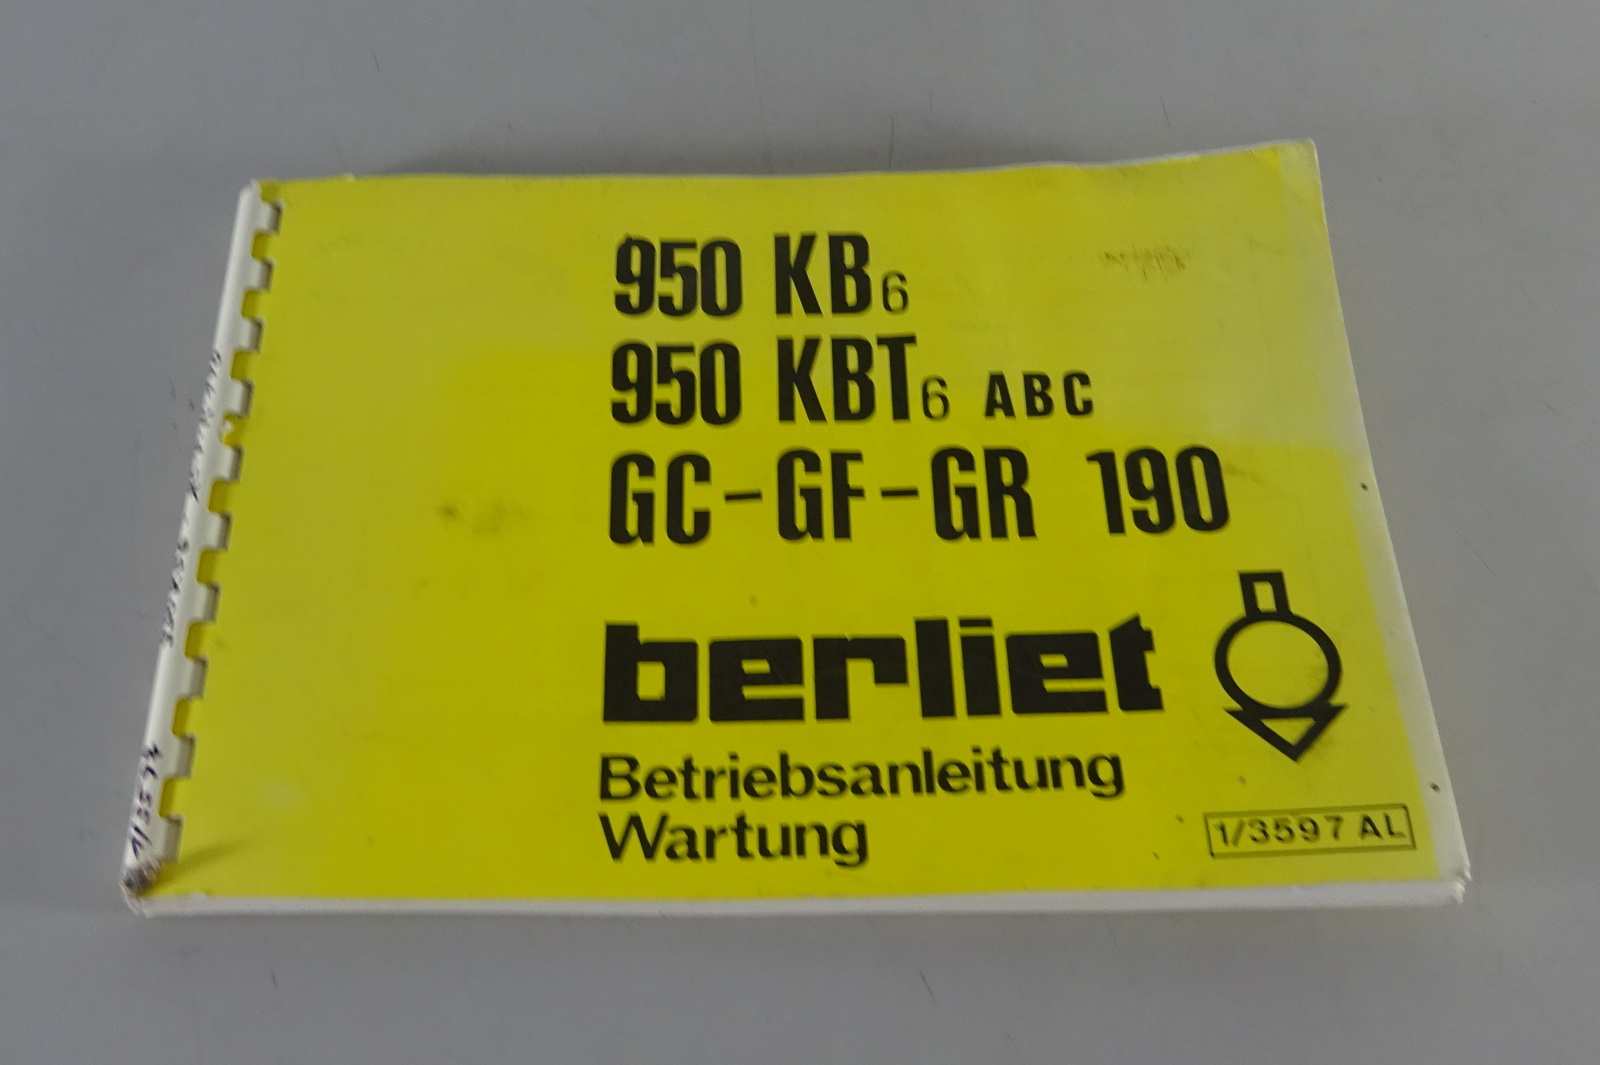 950 KB6
950 KBT6 ABC
GC-GF-GR 190
berliet
Betriebsanleitung
Wartung
1/3597 AL